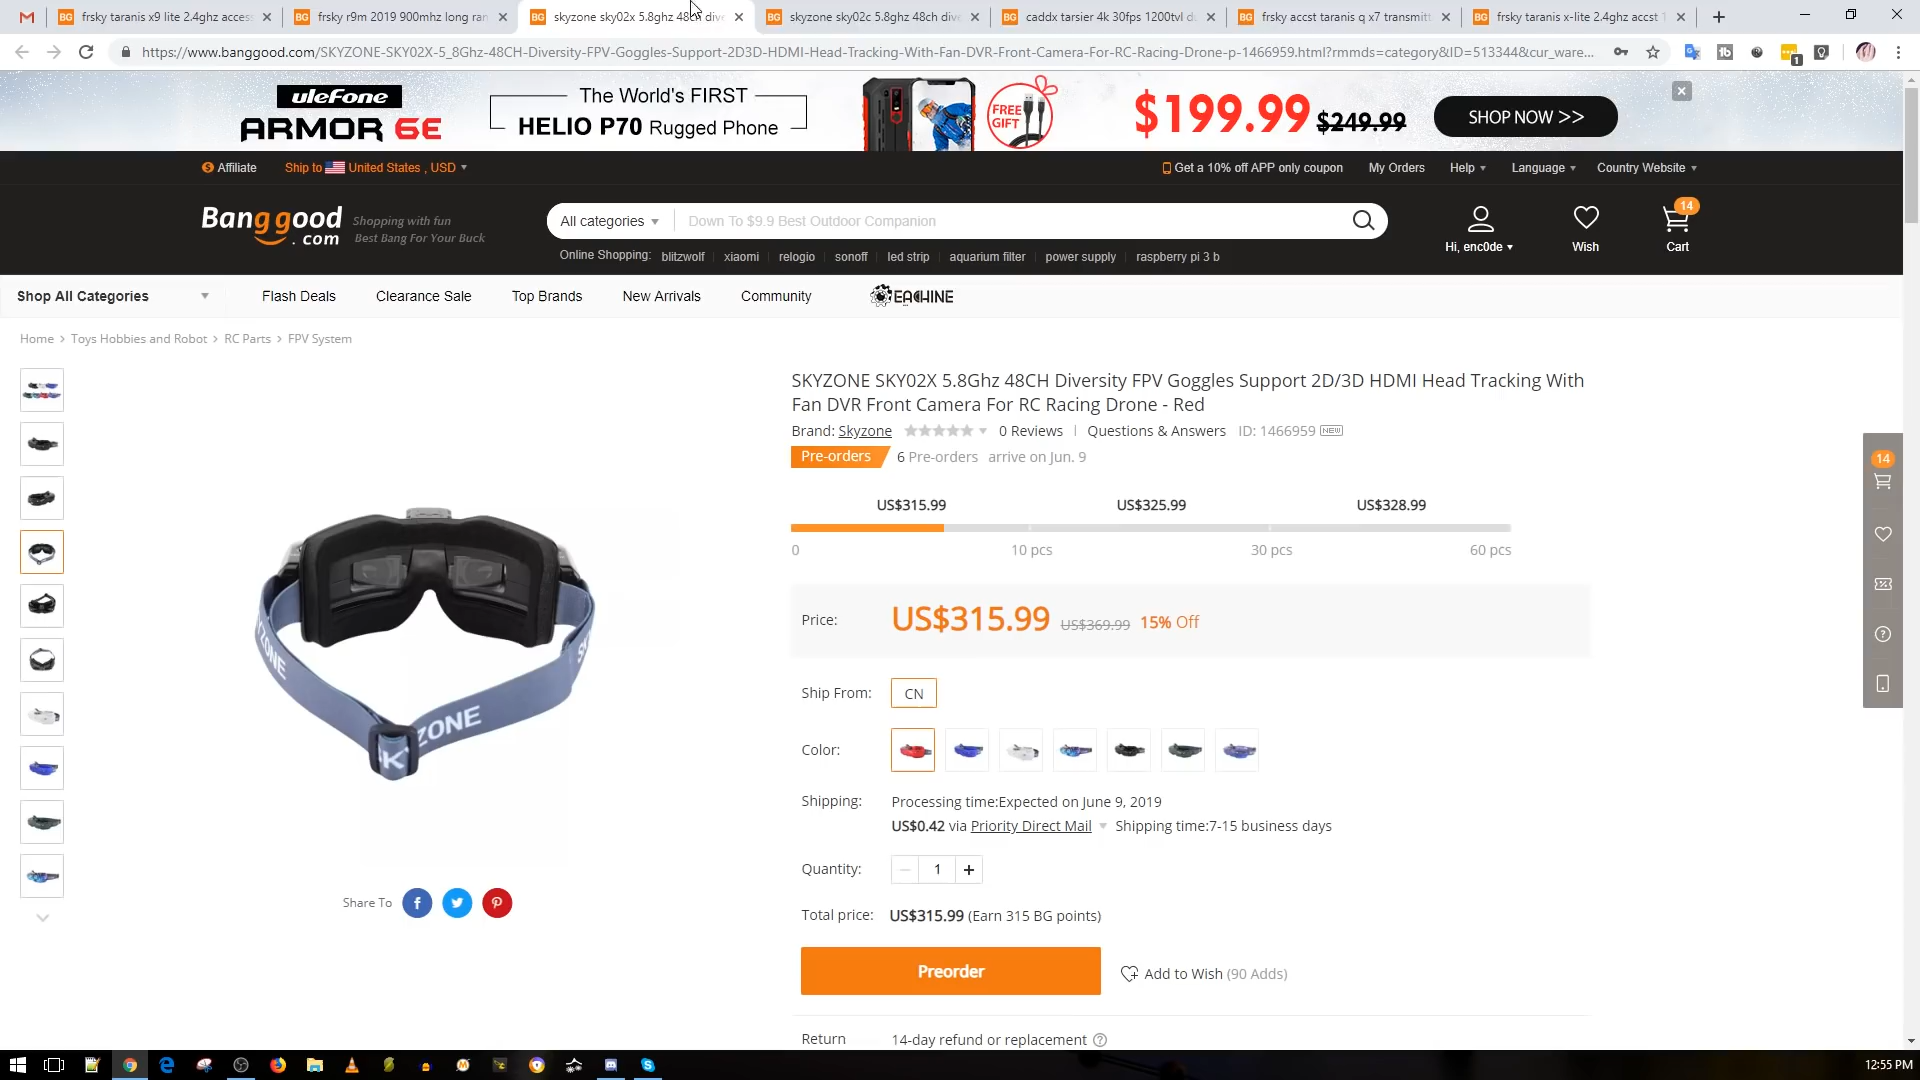 frsky taranis x9 lite 2.4ghz access
frsky r9m 2019 900mhz long ran
skyzone sky02x 5.8ghz 48ch dive
skyzone sky02c 5.8ghz 48ch dive
caddx tarsier 4k 30fps 1200tvl d
frsky accst taranis q x7 transmitt
frsky taranis x-lite 2.4ghz accst 1
https://www.banggood.com/SKYZONE-SKY02X-5_8Ghz-48CH-Diversity-FPV-Goggles-Support-2D3D-HDMI-Head-Tracking-With-Fan-DVR-Front-Camera-For-RC-Racing-Drone-p-1466959.html?rmmds=category&ID=513344&cur_ware...
uleFone
ARMOR 6E
The World's FIRST
HELIO P70 Rugged Phone
FREE
GIFT
$199.99 $249.99
SHOP NOW >>
Affiliate
Ship to United States , USD
Get a 10% off APP only coupon
My Orders
Help
Language
Country Website
Banggood
.com
Shopping with fun
Best Bang For Your Buck
All categories
Down To $9.9 Best Outdoor Companion
Online Shopping: blitzwolf xiaomi relogio sonoff led strip aquarium filter power supply raspberry pi 3 b
Hi, enc0de
Wish
14
Cart
Shop All Categories
Flash Deals
Clearance Sale
Top Brands
New Arrivals
Community
EACHINE
Home > Toys Hobbies and Robot > RC Parts > FPV System
SKYZONE SKY02X 5.8Ghz 48CH Diversity FPV Goggles Support 2D/3D HDMI Head Tracking With
Fan DVR Front Camera For RC Racing Drone - Red
Brand: Skyzone 0 Reviews | Questions & Answers ID: 1466959 NEW
Pre-orders 6 Pre-orders arrive on Jun. 9
US$315.99 US$325.99 US$328.99
0 10 pcs 30 pcs 60 pcs
Price: US$315.99 US$369.99 15% Off
Ship From: CN
Color:
Shipping: Processing time:Expected on June 9, 2019
US$0.42 via Priority Direct Mail Shipping time:7-15 business days
Quantity: 1
Total price: US$315.99 (Earn 315 BG points)
Preorder
Add to Wish (90 Adds)
Return 14-day refund or replacement
14
Share To
12:55 PM